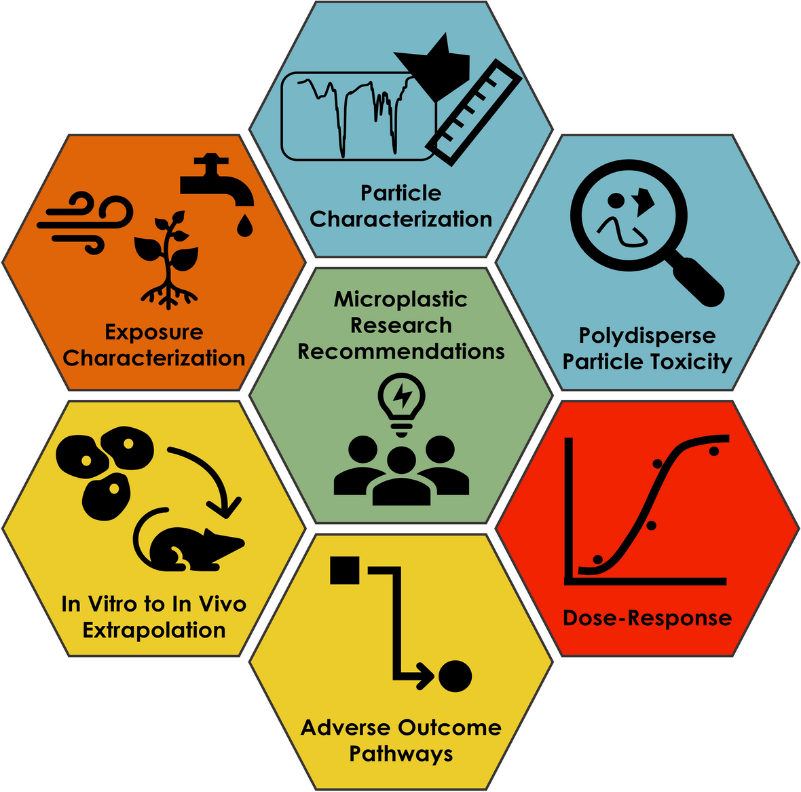 Particle
Characterization
Exposure
Characterization
Microplastic
Research
Recommendations
Polydisperse
Particle Toxicity
In Vitro to In Vivo
Extrapolation
Dose-Response
Adverse Outcome
Pathways